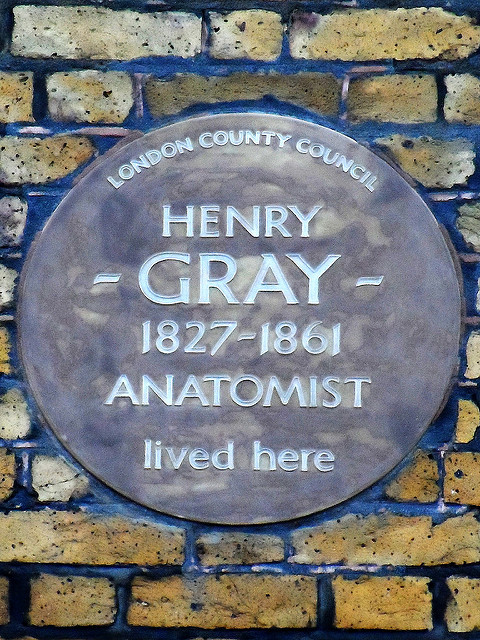 LONDON COUNTY COUNCIL
HENRY
- GRAY -
1827-1861
ANATOMIST
lived here